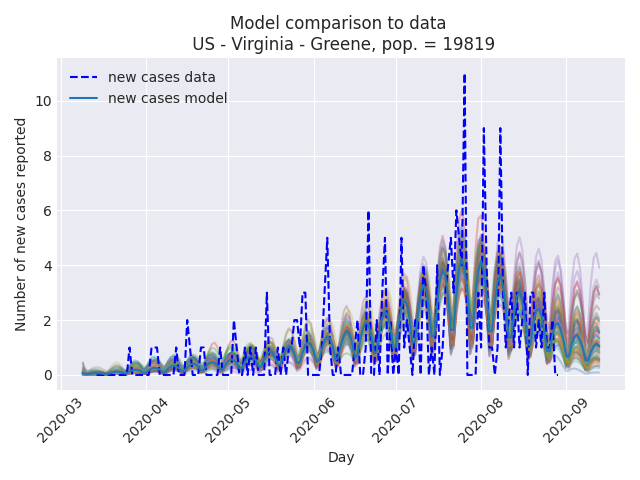 Model comparison to data
US - Virginia - Greene, pop. = 19819
new cases data
new cases model
Number of new cases reported
10
8
6
4
2
0
2020-03
2020-04
2020-05
2020-06
2020-07
2020-08
2020-09
Day